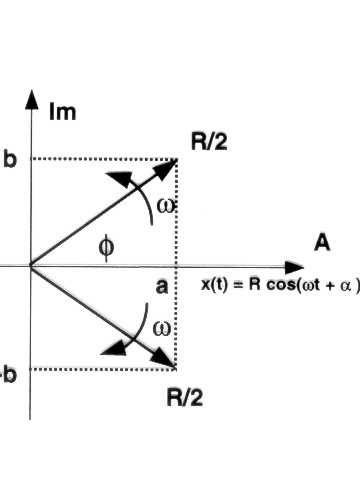 Im
R/2
b
ω
ϕ
A
a
x(t) = R cos(ωt + α)
ω
-b
R/2